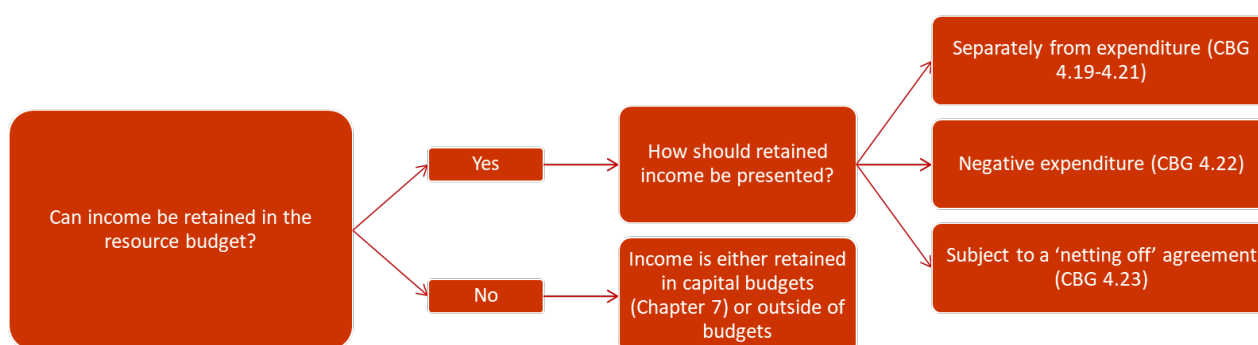 Can income be retained in the
resource budget?
Yes
No
How should retained
income be presented?
Income is either retained
in capital budgets
(Chapter 7) or outside of
budgets
Separately from expenditure (CBG
4.19-4.21)
Negative expenditure (CBG 4.22)
Subject to a ‘netting off’ agreement
(CBG 4.23)